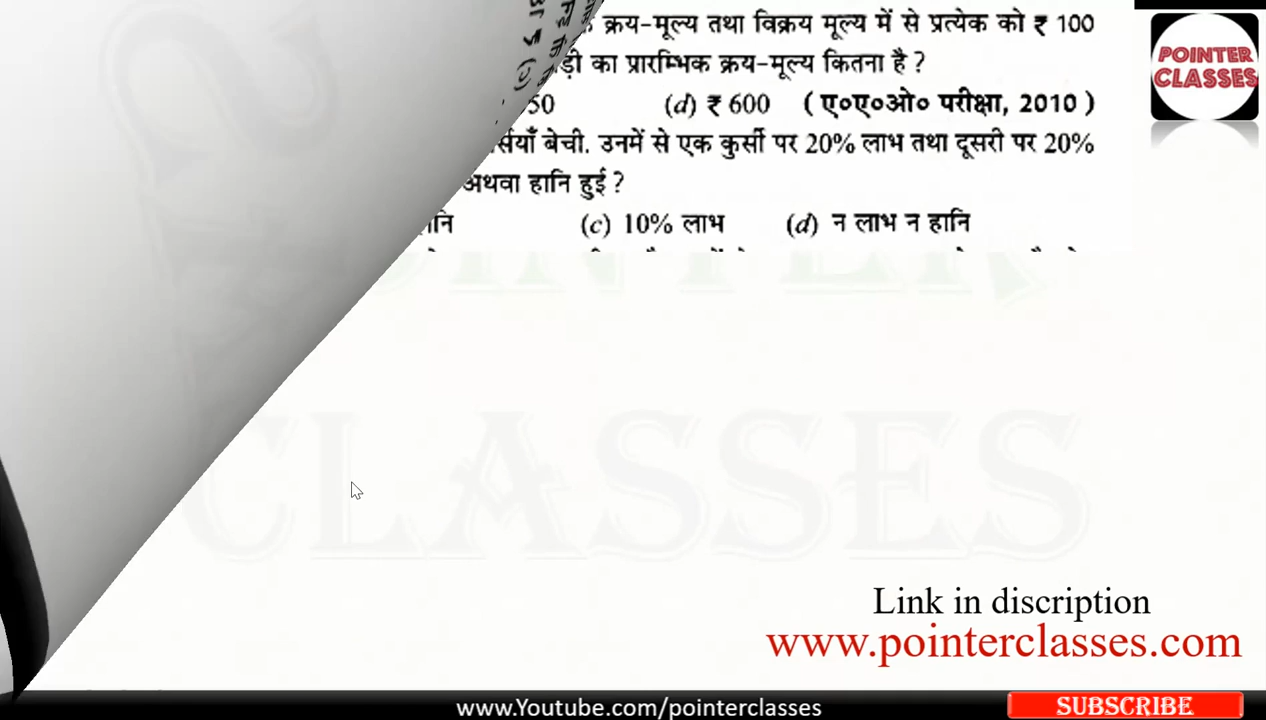 क्रय-मूल्य तथा विक्रय मूल्य में से प्रत्येक को ₹ 100
का प्रारम्भिक क्रय-मूल्य कितना है ?
50 (d) ₹ 600 ( ए०ए०ओ० परीक्षा, 2010 )
बेची. उनमें से एक कुर्सी पर 20% लाभ तथा दूसरी पर 20%
अथवा हानि हुई ?
(c) 10% लाभ (d) न लाभ न हानि
POINTER
CLASSES
CLASSES
Link in discription
www.pointerclasses.com
www.Youtube.com/pointerclasses
SUBSCRIBE